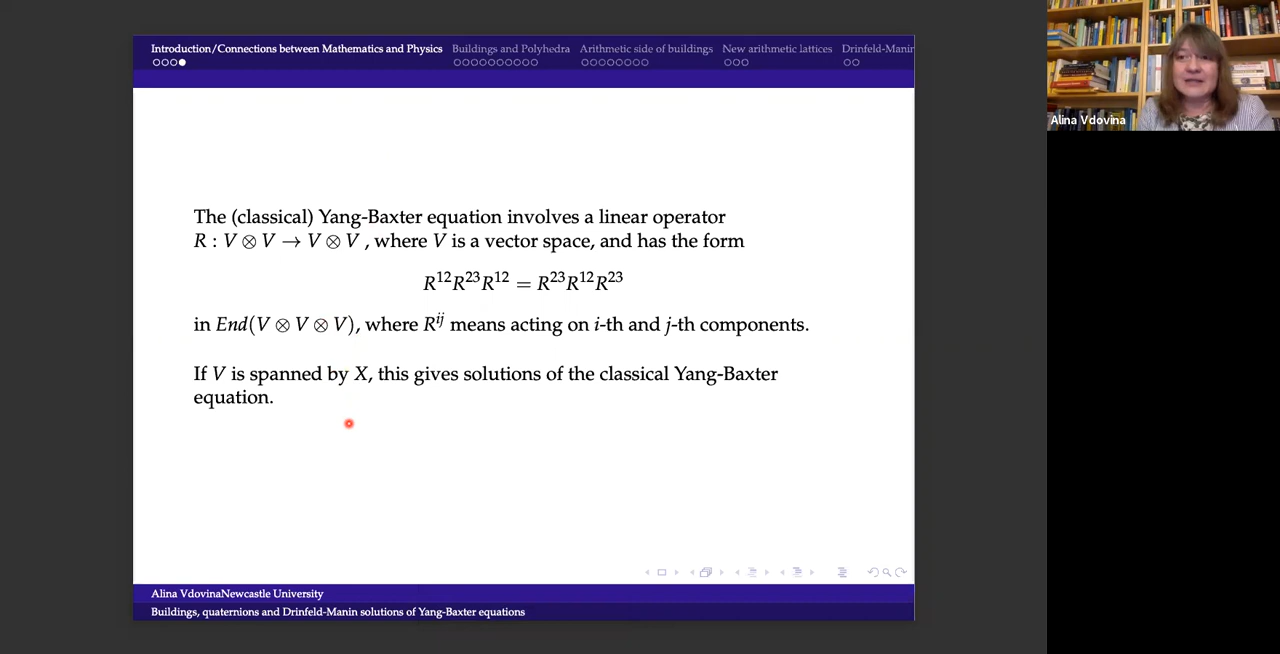 Introduction/Connections between Mathematics and Physics Buildings and Polyhedra Arithmetic side of buildings New arithmetic lattices Drinfeld-Manin
The (classical) Yang-Baxter equation involves a linear operator
R : V ⊗ V → V ⊗ V , where V is a vector space, and has the form
R¹²R²³R¹² = R²³R¹²R²³
in End(V ⊗ V ⊗ V), where Rⁱʲ means acting on i-th and j-th components.
If V is spanned by X, this gives solutions of the classical Yang-Baxter
equation.
Alina VdovinaNewcastle University
Buildings, quaternions and Drinfeld-Manin solutions of Yang-Baxter equations
Alina Vdovina